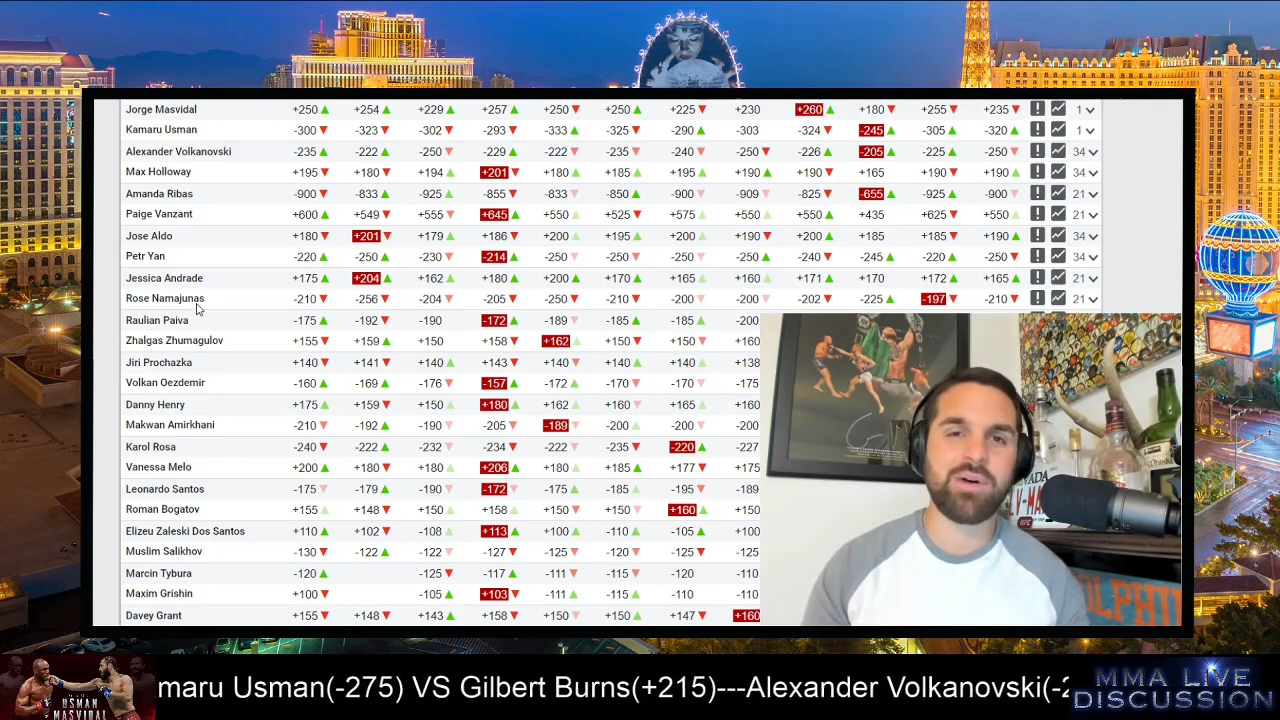 Jorge Masvidal +250▲ +254▲ +229▲ +257▲ +250▼ +250▲ +225▼ +230 +260▲ +180▼ +255▼ +235▼ 1
Kamaru Usman -300▼ -323▼ -302▼ -293▼ -333▲ -325▼ -290▲ -303 -324▼ -245▲ -305▲ -320▲ 1
Alexander Volkanovski -235▲ -222▲ -250▼ -229▲ -222▼ -235▼ -240▼ -250▼ -226▲ -205▲ -225▲ -250▼ 34
Max Holloway +195▼ +180▼ +194▲ +201▼ +180▲ +185▲ +195▲ +190▲ +190▼ +165 +190▼ +190▲ 34
Amanda Ribas -900▼ -833▲ -925▲ -855▼ -833▼ -850▲ -900▼ -909▼ -825▼ -655▲ -925▲ -900▼ 21
Paige Vanzant +600▲ +549▼ +555▼ +645▲ +550▲ +525▼ +575▲ +550▲ +550▲ +435 +625▼ +550▲ 21
Jose Aldo +180▼ +201▼ +179▲ +186▼ +200▲ +195▲ +200▲ +190▼ +200▲ +185 +185▼ +190▲ 34
Petr Yan -220▲ -250▲ -230▼ -214▲ -250▼ -250▼ -250▼ -250▲ -240▼ -245▲ -220▲ -250▼ 34
Jessica Andrade +175▲ +204▲ +162▲ +180▲ +200▲ +170▲ +165▲ +160▲ +171▲ +170 +172▲ +165▲ 21
Rose Namajunas -210▼ -256▼ -204▼ -205▼ -250▼ -210▼ -200▼ -200▼ -202▼ -225▲ -197▼ -210▼ 21
Raulian Paiva -175▲ -192▼ -190 -172▲ -189▼ -185▲ -185▲ -200
Zhalgas Zhumagulov +155▼ +159▲ +150 +158▼ +162▲ +150▼ +150▼ +160
Jiri Prochazka +140▼ +141▼ +140▲ +143▼ +140▼ +140▲ +140▲ +138
Volkan Oezdemir -160▲ -169▲ -176▼ -157▲ -172▲ -170▼ -170▼ -175
Danny Henry +175▲ +159▼ +150▲ +180▲ +162▲ +160▼ +165▲ +160
Makwan Amirkhani -210▼ -192▲ -190▼ -205▼ -189▼ -200▲ -200▼ -200
Karol Rosa -240▼ -222▲ -232▼ -234▼ -222▼ -235▼ -220▲ -227
Vanessa Melo +200▲ +180▼ +180▲ +206▲ +180▲ +185▲ +177▼ +175
Leonardo Santos -175▼ -179▲ -190▼ -172▼ -175▲ -185▲ -195▼ -189
Roman Bogatov +155▲ +148▼ +150▲ +158▲ +150▼ +150▼ +160▲ +150
Elizeu Zaleski Dos Santos +110▲ +102▼ -108▲ +113▲ +100▲ -110▲ -105▲ +100
Muslim Salikhov -130▼ -122▲ -122▼ -127▼ -125▼ -120▼ -125▼ -125
Marcin Tybura -120▲ -125▼ -117▲ -111▼ -115▼ -120 -110
Maxim Grishin +100▼ -105▲ +103▼ -111▲ -115▲ -110 -110
Davey Grant +155▼ +148▼ +143▲ +158▼ +150▼ +150▲ +147▼ +160
USMAN
MASVIDAL
maru Usman(-275) VS Gilbert Burns(+215)---Alexander Volkanovski(-2
MMA LIVE
DISCUSSION